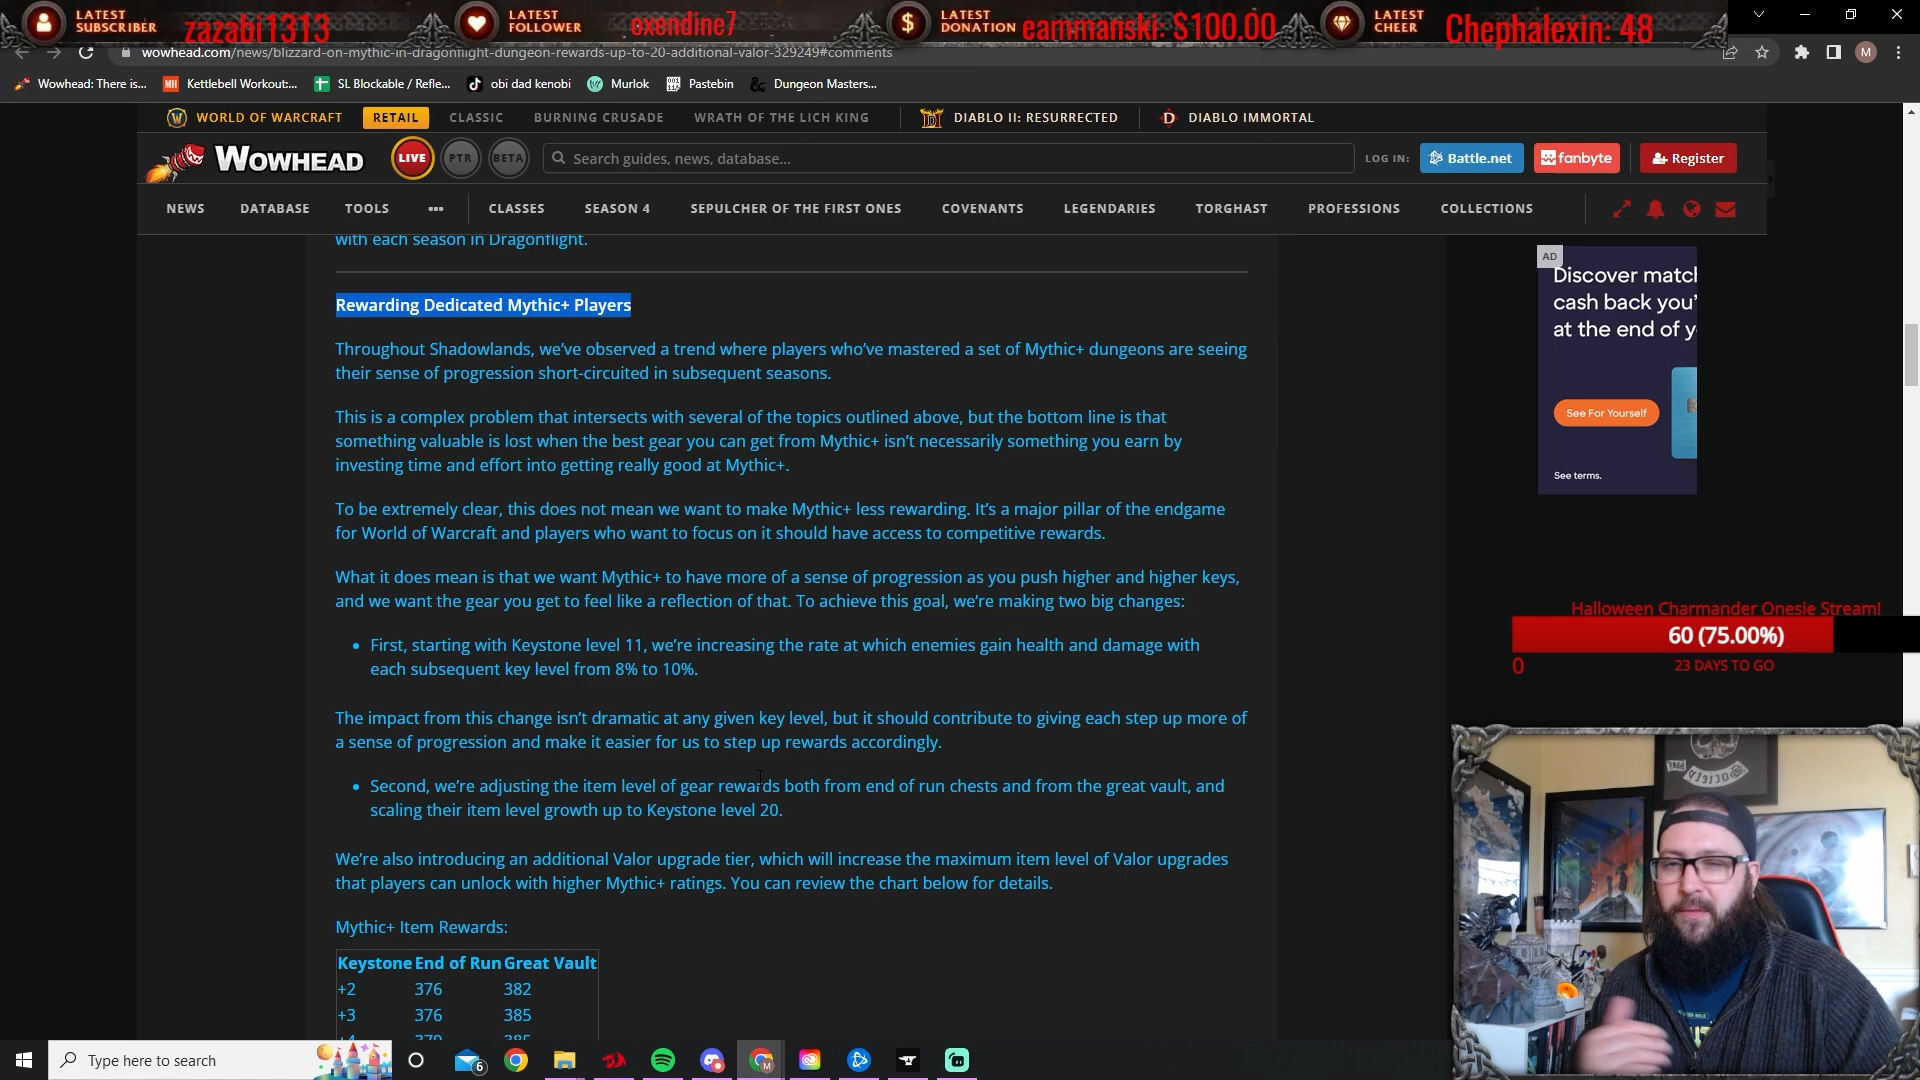 LATEST SUBSCRIBER zazabi1313 LATEST FOLLOWER oxendine7 LATEST DONATION eammanski: $100.00 LATEST CHEER Chephalexin: 48
wowhead.com/news/blizzard-on-mythic-in-dragonflight-dungeon-rewards-up-to-20-additional-valor-329249#comments
M
Wowhead: There is...
MH
Kettlebell Workout:...
SL Blockable / Refle...
obi dad kenobi
Murlok
Pastebin
Dungeon Masters...
WORLD OF WARCRAFT RETAIL CLASSIC BURNING CRUSADE WRATH OF THE LICH KING DIABLO II: RESURRECTED DIABLO IMMORTAL
WOWHEAD LIVE PTR BETA Search guides, news, database... LOG IN: Battle.net fanbyte Register
NEWS DATABASE TOOLS ••• CLASSES SEASON 4 SEPULCHER OF THE FIRST ONES COVENANTS LEGENDARIES TORGHAST PROFESSIONS COLLECTIONS
with each season in Dragonflight.
Rewarding Dedicated Mythic+ Players
Throughout Shadowlands, we’ve observed a trend where players who’ve mastered a set of Mythic+ dungeons are seeing
their sense of progression short-circuited in subsequent seasons.
This is a complex problem that intersects with several of the topics outlined above, but the bottom line is that
something valuable is lost when the best gear you can get from Mythic+ isn’t necessarily something you earn by
investing time and effort into getting really good at Mythic+.
To be extremely clear, this does not mean we want to make Mythic+ less rewarding. It’s a major pillar of the endgame
for World of Warcraft and players who want to focus on it should have access to competitive rewards.
What it does mean is that we want Mythic+ to have more of a sense of progression as you push higher and higher keys,
and we want the gear you get to feel like a reflection of that. To achieve this goal, we’re making two big changes:
• First, starting with Keystone level 11, we’re increasing the rate at which enemies gain health and damage with
each subsequent key level from 8% to 10%.
The impact from this change isn’t dramatic at any given key level, but it should contribute to giving each step up more of
a sense of progression and make it easier for us to step up rewards accordingly.
• Second, we’re adjusting the item level of gear rewards both from end of run chests and from the great vault, and
scaling their item level growth up to Keystone level 20.
We’re also introducing an additional Valor upgrade tier, which will increase the maximum item level of Valor upgrades
that players can unlock with higher Mythic+ ratings. You can review the chart below for details.
Mythic+ Item Rewards:
Keystone End of Run Great Vault
+2 376 382
+3 376 385
+4 379 385
AD
Discover match
cash back you’
at the end of y
See For Yourself
See terms.
Halloween Charmander Onesie Stream!
60 (75.00%)
0
23 DAYS TO GO
Type here to search
6
M